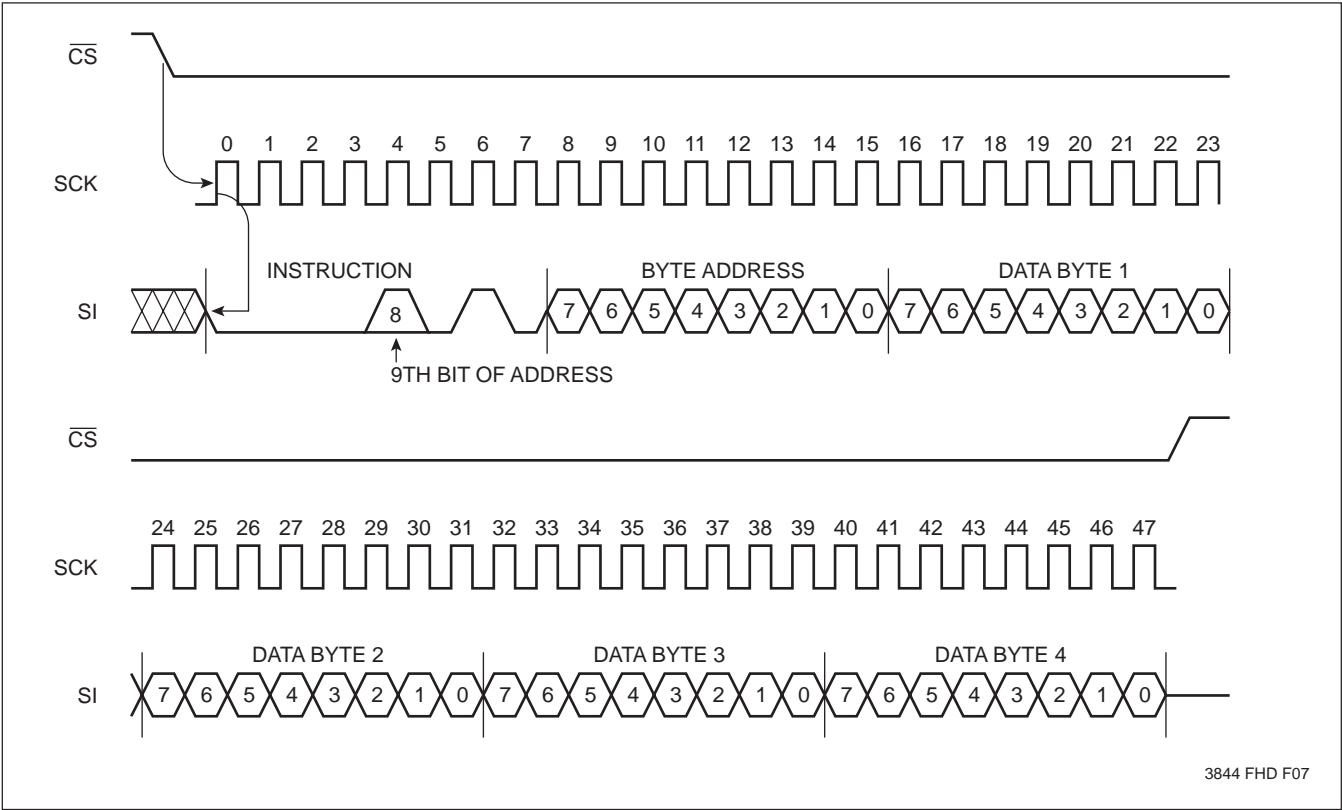 C̅S̅
0 1 2 3 4 5 6 7 8 9 10 11 12 13 14 15 16 17 18 19 20 21 22 23
SCK
INSTRUCTION BYTE ADDRESS DATA BYTE 1
SI 8 7 6 5 4 3 2 1 0 7 6 5 4 3 2 1 0
9TH BIT OF ADDRESS
C̅S̅
24 25 26 27 28 29 30 31 32 33 34 35 36 37 38 39 40 41 42 43 44 45 46 47
SCK
DATA BYTE 2 DATA BYTE 3 DATA BYTE 4
SI 7 6 5 4 3 2 1 0 7 6 5 4 3 2 1 0 7 6 5 4 3 2 1 0
3844 FHD F07